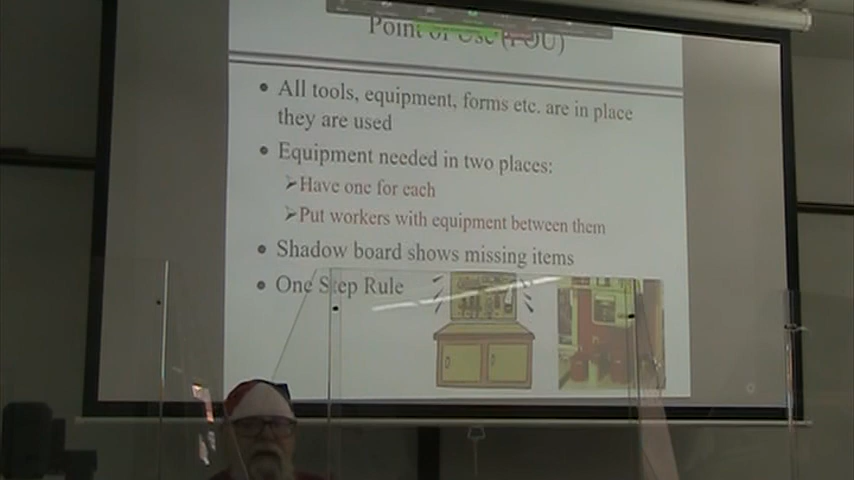 Point of Use (POU)
All tools, equipment, forms etc. are in place
they are used
Equipment needed in two places:
Have one for each
Put workers with equipment between them
Shadow board shows missing items
One Step Rule